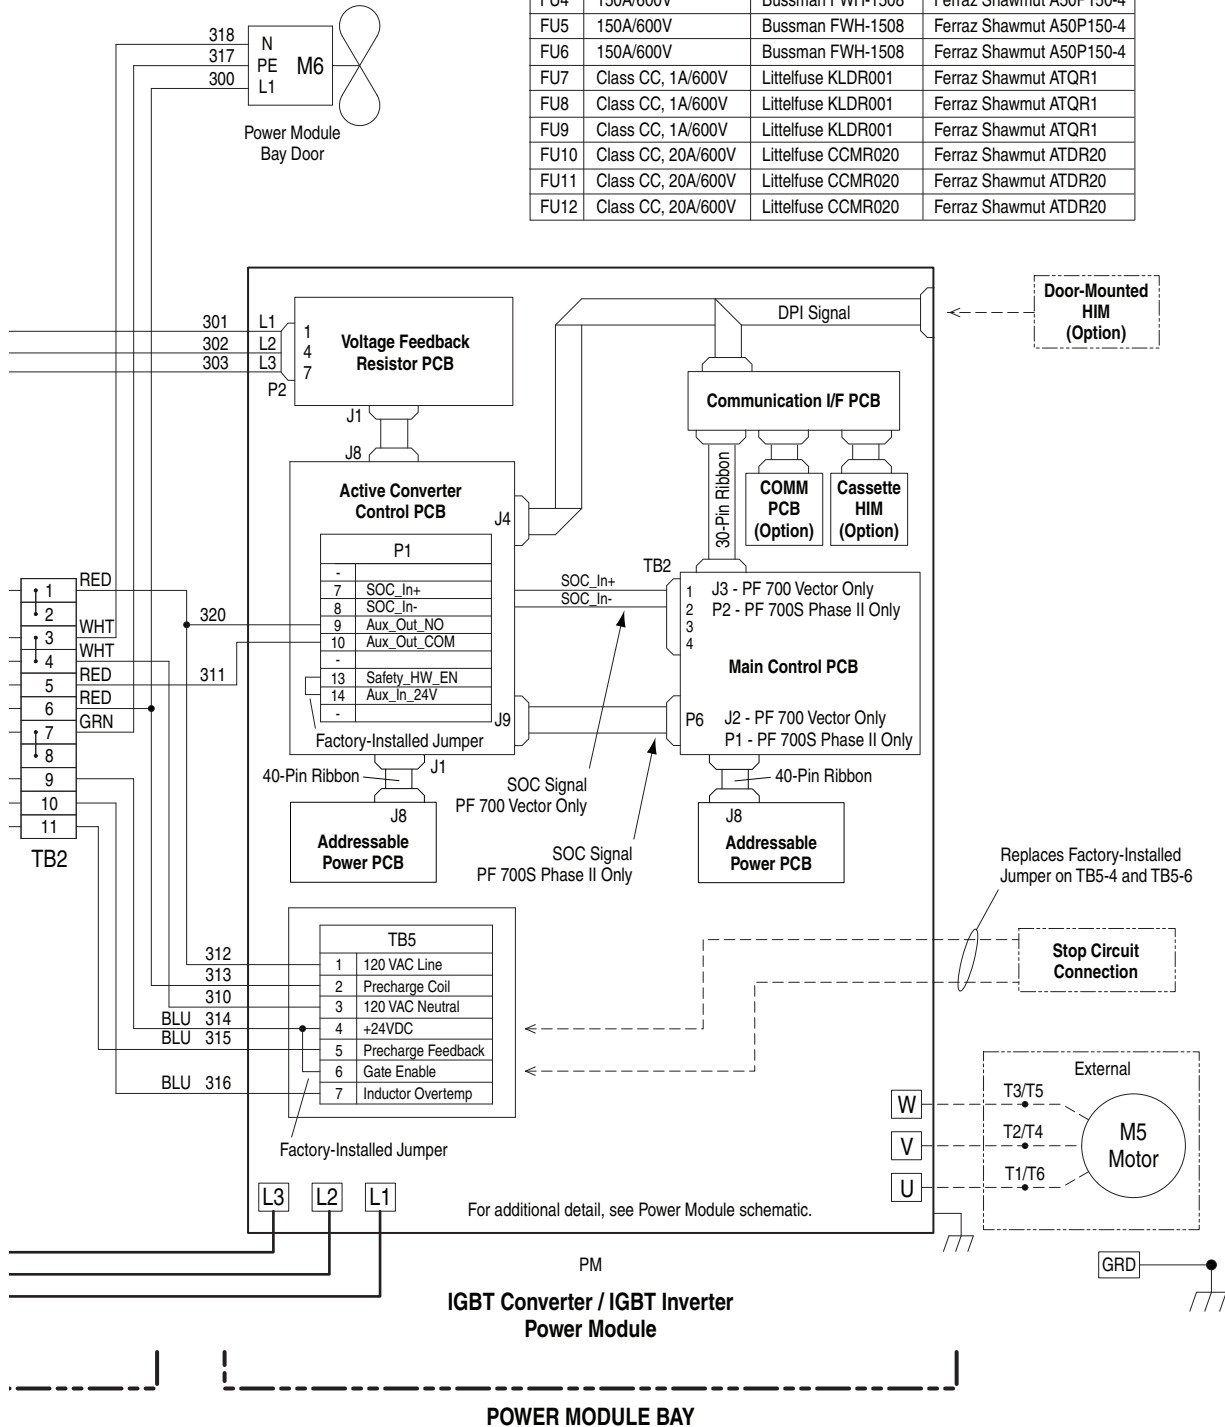 FU4 150A/600V Bussman FWH-1508 Ferraz Shawmut A50P150-4
FU5 150A/600V Bussman FWH-1508 Ferraz Shawmut A50P150-4
FU6 150A/600V Bussman FWH-1508 Ferraz Shawmut A50P150-4
FU7 Class CC, 1A/600V Littelfuse KLDR001 Ferraz Shawmut ATQR1
FU8 Class CC, 1A/600V Littelfuse KLDR001 Ferraz Shawmut ATQR1
FU9 Class CC, 1A/600V Littelfuse KLDR001 Ferraz Shawmut ATQR1
FU10 Class CC, 20A/600V Littelfuse CCMR020 Ferraz Shawmut ATDR20
FU11 Class CC, 20A/600V Littelfuse CCMR020 Ferraz Shawmut ATDR20
FU12 Class CC, 20A/600V Littelfuse CCMR020 Ferraz Shawmut ATDR20
318 N
317 PE M6
300 L1
Power Module
Bay Door
301 L1 1
302 L2 4
303 L3 7
P2
Voltage Feedback
Resistor PCB
J1
J8
DPI Signal
Door-Mounted
HIM
(Option)
Communication I/F PCB
30-Pin Ribbon
COMM
PCB
(Option)
Cassette
HIM
(Option)
Active Converter
Control PCB
J4
P1
-
7 SOC_In+
8 SOC_In-
9 Aux_Out_NO
10 Aux_Out_COM
-
13 Safety_HW_EN
14 Aux_In_24V
-
J9
Factory-Installed Jumper
J1
SOC_In+
SOC_In-
TB2
1
2
3
4
J3 - PF 700 Vector Only
P2 - PF 700S Phase II Only
Main Control PCB
P6
J2 - PF 700 Vector Only
P1 - PF 700S Phase II Only
1 RED
2
3 WHT
4 WHT
5 RED
6 RED
7 GRN
8
9
10
11
TB2
320
311
40-Pin Ribbon
J8
Addressable
Power PCB
SOC Signal
PF 700 Vector Only
SOC Signal
PF 700S Phase II Only
40-Pin Ribbon
J8
Addressable
Power PCB
Replaces Factory-Installed
Jumper on TB5-4 and TB5-6
Stop Circuit
Connection
TB5
312 1 120 VAC Line
313 2 Precharge Coil
310 3 120 VAC Neutral
BLU 314 4 +24VDC
BLU 315 5 Precharge Feedback
6 Gate Enable
BLU 316 7 Inductor Overtemp
Factory-Installed Jumper
External
W T3/T5
V T2/T4
U T1/T6
M5
Motor
L3 L2 L1
For additional detail, see Power Module schematic.
PM
GRD
IGBT Converter / IGBT Inverter
Power Module
POWER MODULE BAY